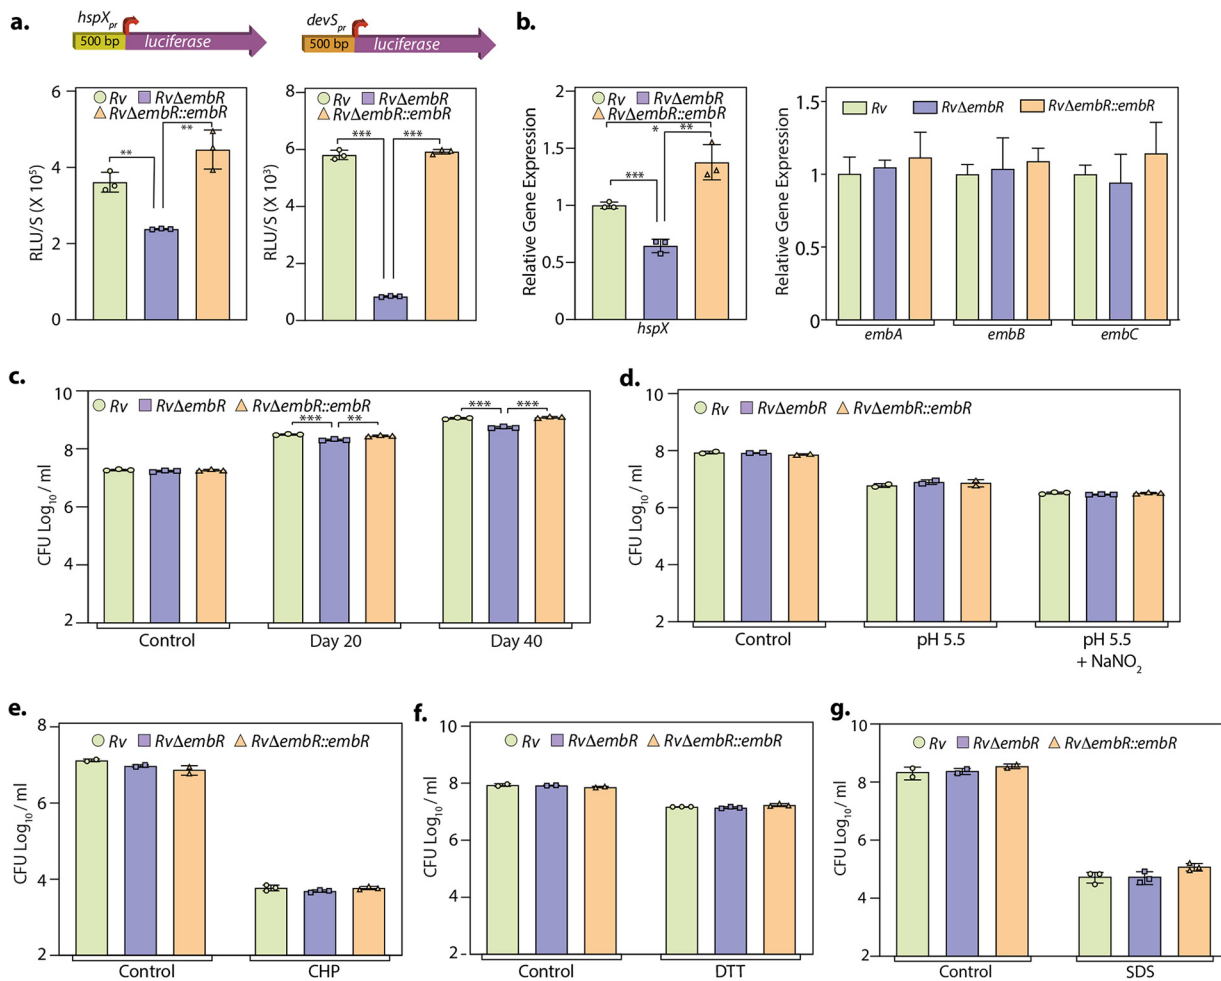 a.
hspXpr
500 bp luciferase
devSpr
500 bp luciferase
Rv RvΔembR
RvΔembR::embR
RLU/S (X 10⁵)
6
4
2
0
**
**
Rv RvΔembR
RvΔembR::embR
RLU/S (X 10³)
8
6
4
2
0
***
***
b.
Rv RvΔembR
RvΔembR::embR
Relative Gene Expression
2
1.5
1
0.5
0
*
**
***
hspX
Rv RvΔembR RvΔembR::embR
Relative Gene Expression
1.5
1
0.5
0
embA embB embC
c.
Rv RvΔembR RvΔembR::embR
CFU Log₁₀/ ml
10
8
6
4
2
*** **
*** ***
Control Day 20 Day 40
d.
Rv RvΔembR RvΔembR::embR
CFU Log₁₀/ ml
10
8
6
4
2
Control pH 5.5 pH 5.5
+ NaNO₂
e.
Rv RvΔembR RvΔembR::embR
CFU Log₁₀/ ml
8
6
4
2
Control CHP
f.
Rv RvΔembR RvΔembR::embR
CFU Log₁₀/ ml
10
8
6
4
2
Control DTT
g.
Rv RvΔembR RvΔembR::embR
CFU Log₁₀/ ml
10
8
6
4
2
Control SDS